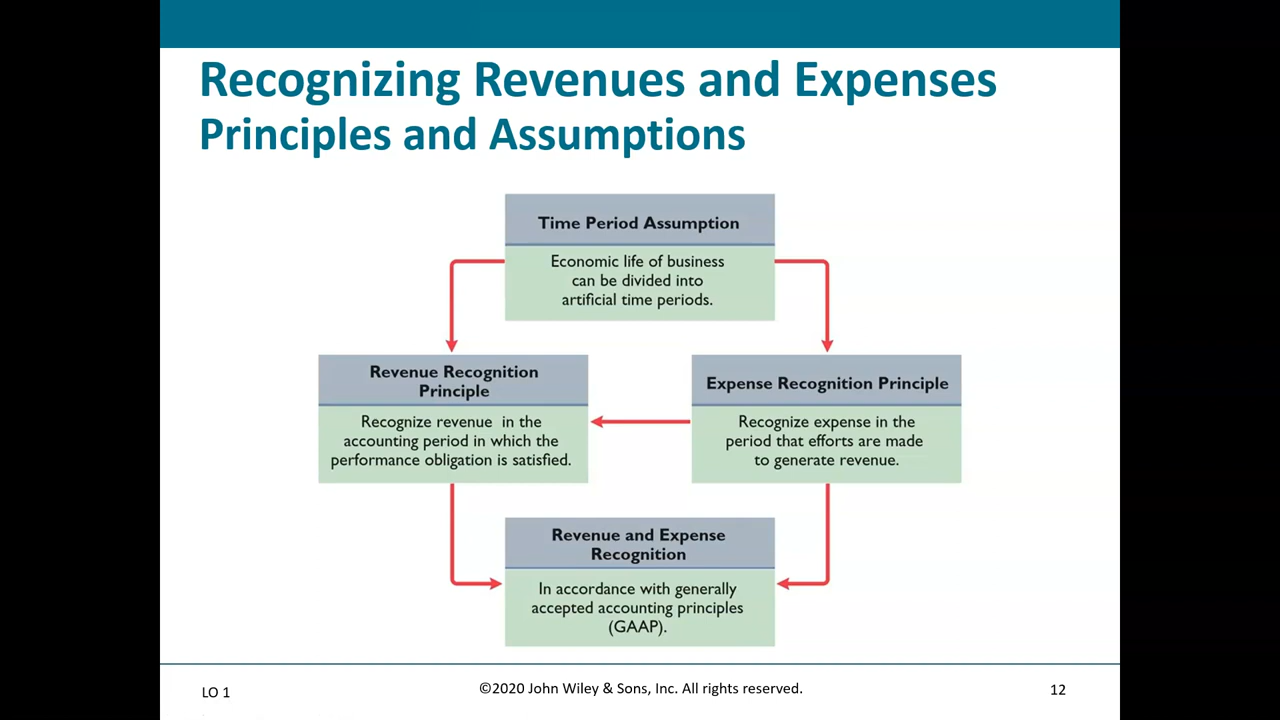 Recognizing Revenues and Expenses
Principles and Assumptions
Time Period Assumption
Economic life of business
can be divided into
artificial time periods.
Revenue Recognition
Principle
Recognize revenue in the
accounting period in which the
performance obligation is satisfied.
Expense Recognition Principle
Recognize expense in the
period that efforts are made
to generate revenue.
Revenue and Expense
Recognition
In accordance with generally
accepted accounting principles
(GAAP).
LO 1
©2020 John Wiley & Sons, Inc. All rights reserved.
12